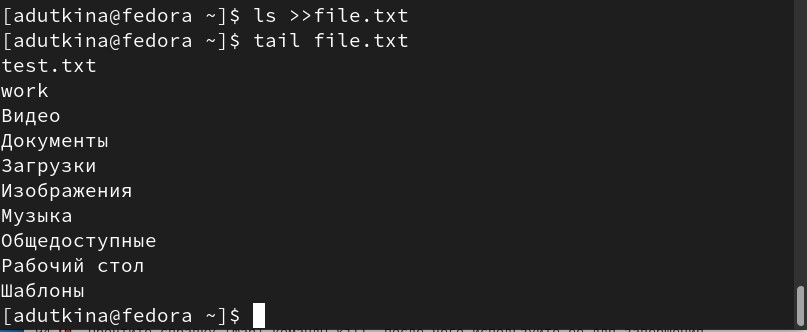 [adutkina@fedora ~]$ ls >>file.txt
[adutkina@fedora ~]$ tail file.txt
test.txt
work
Видео
Документы
Загрузки
Изображения
Музыка
Общедоступные
Рабочий стол
Шаблоны
[adutkina@fedora ~]$